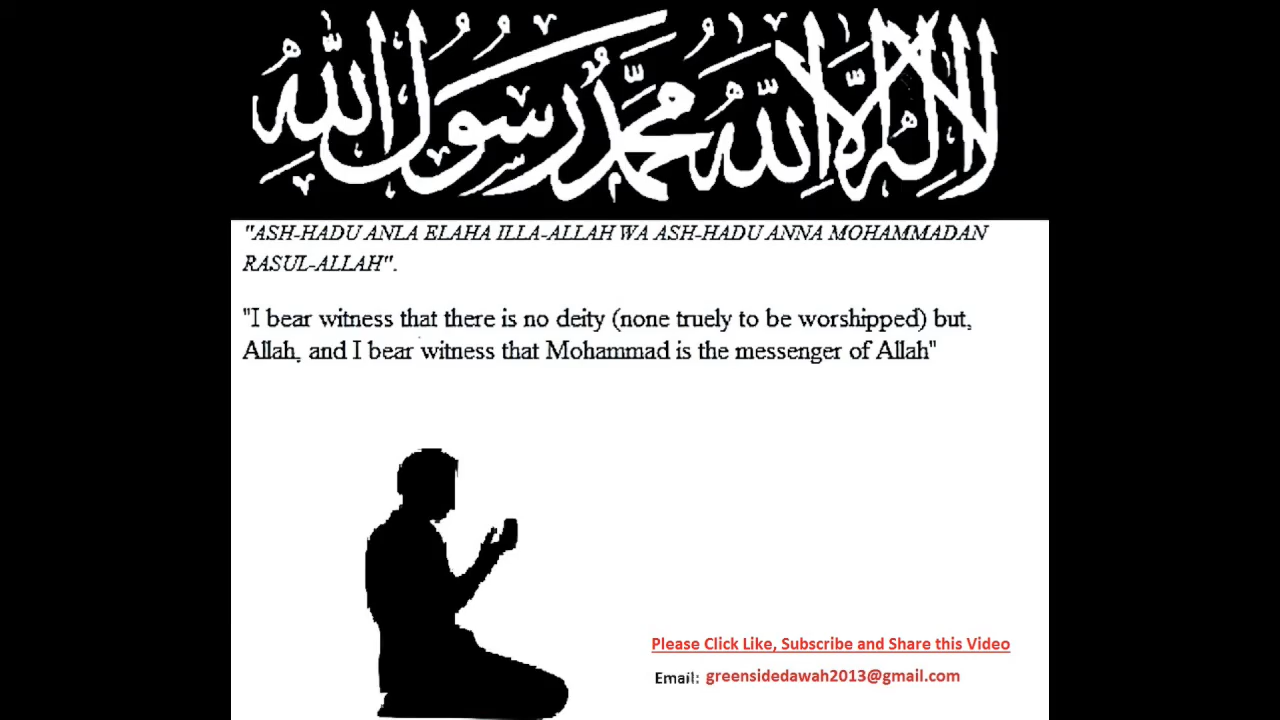 لا إله إلا الله محمد رسول الله
"ASH-HADU ANLA ELAHA ILLA-ALLAH WA ASH-HADU ANNA MOHAMMADAN
RASUL-ALLAH".
"I bear witness that there is no deity (none truely to be worshipped) but,
Allah, and I bear witness that Mohammad is the messenger of Allah"
Please Click Like, Subscribe and Share this Video
Email: greensidedawah2013@gmail.com